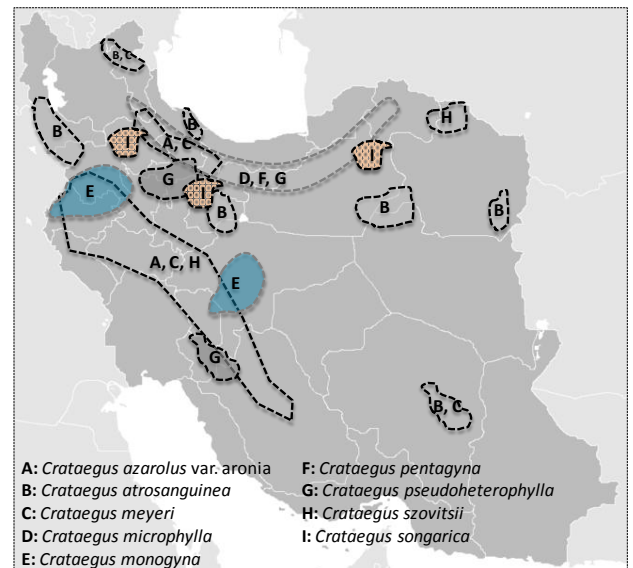 B, C
B
B
H
I
A, C
I
G
D, F, G
E
I
B
B
B
A, C, H
E
G
B, C
A: Crataegus azarolus var. aronia
B: Crataegus atrosanguinea
C: Crataegus meyeri
D: Crataegus microphylla
E: Crataegus monogyna
F: Crataegus pentagyna
G: Crataegus pseudoheterophylla
H: Crataegus szovitsii
I: Crataegus songarica